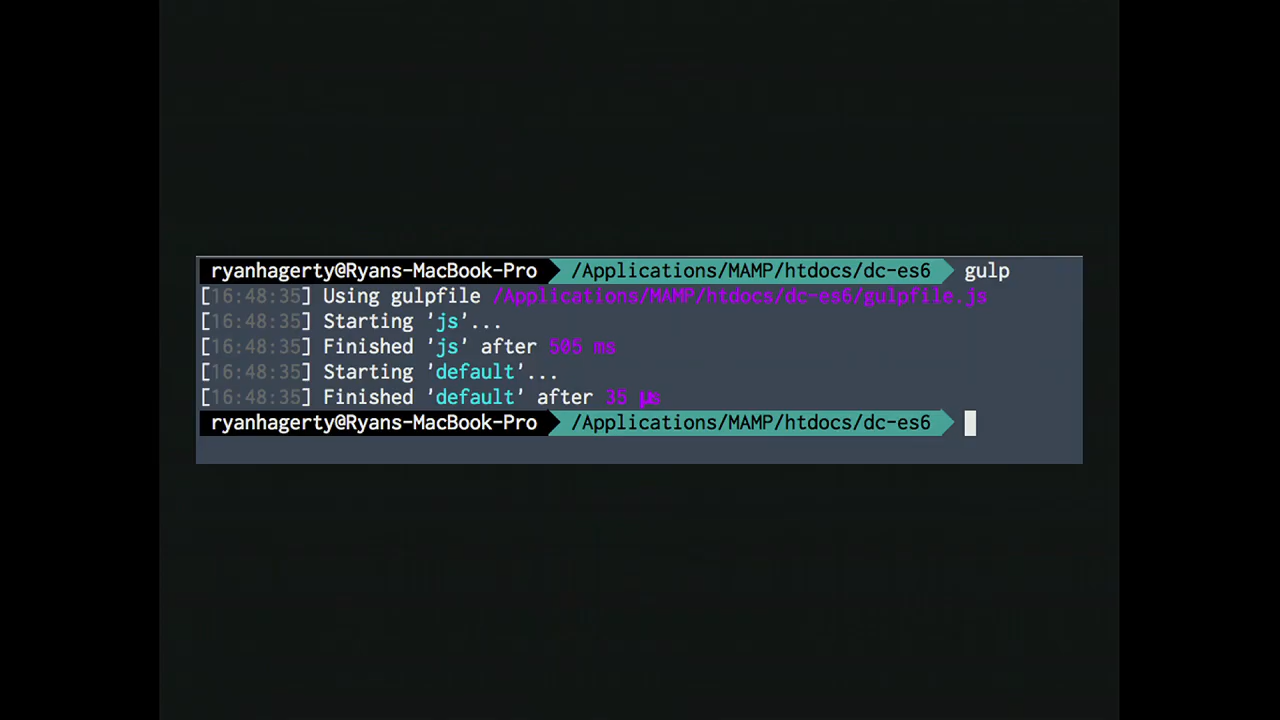 ryanhagerty@Ryans-MacBook-Pro /Applications/MAMP/htdocs/dc-es6 gulp
[16:48:35] Using gulpfile /Applications/MAMP/htdocs/dc-es6/gulpfile.js
[16:48:35] Starting 'js'...
[16:48:35] Finished 'js' after 505 ms
[16:48:35] Starting 'default'...
[16:48:35] Finished 'default' after 35 μs
ryanhagerty@Ryans-MacBook-Pro /Applications/MAMP/htdocs/dc-es6